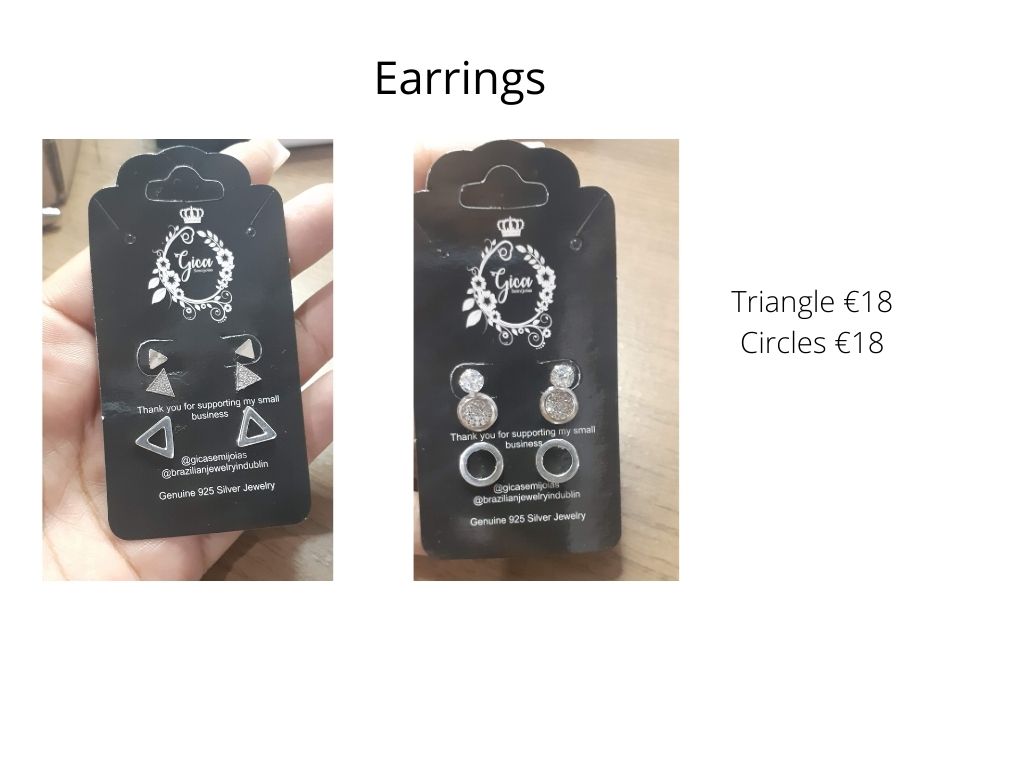 Earrings
Gica
Thank you for supporting my small
business
@gicasemijoias
@brazilianjewelryindublin
Genuine 925 Silver Jewelry
Gica
Thank you for supporting my small
business
@gicasemijoias
@brazilianjewelryindublin
Genuine 925 Silver Jewelry
Triangle €18
Circles €18